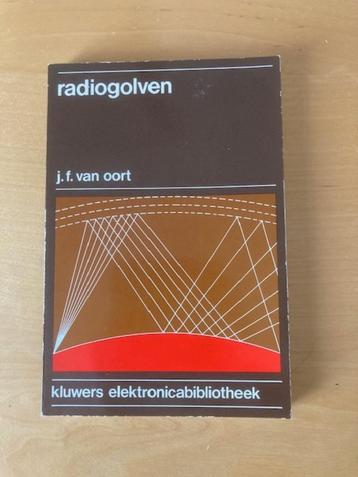 radiogolven
j.f. van oort
kluwers elektronicabibliotheek